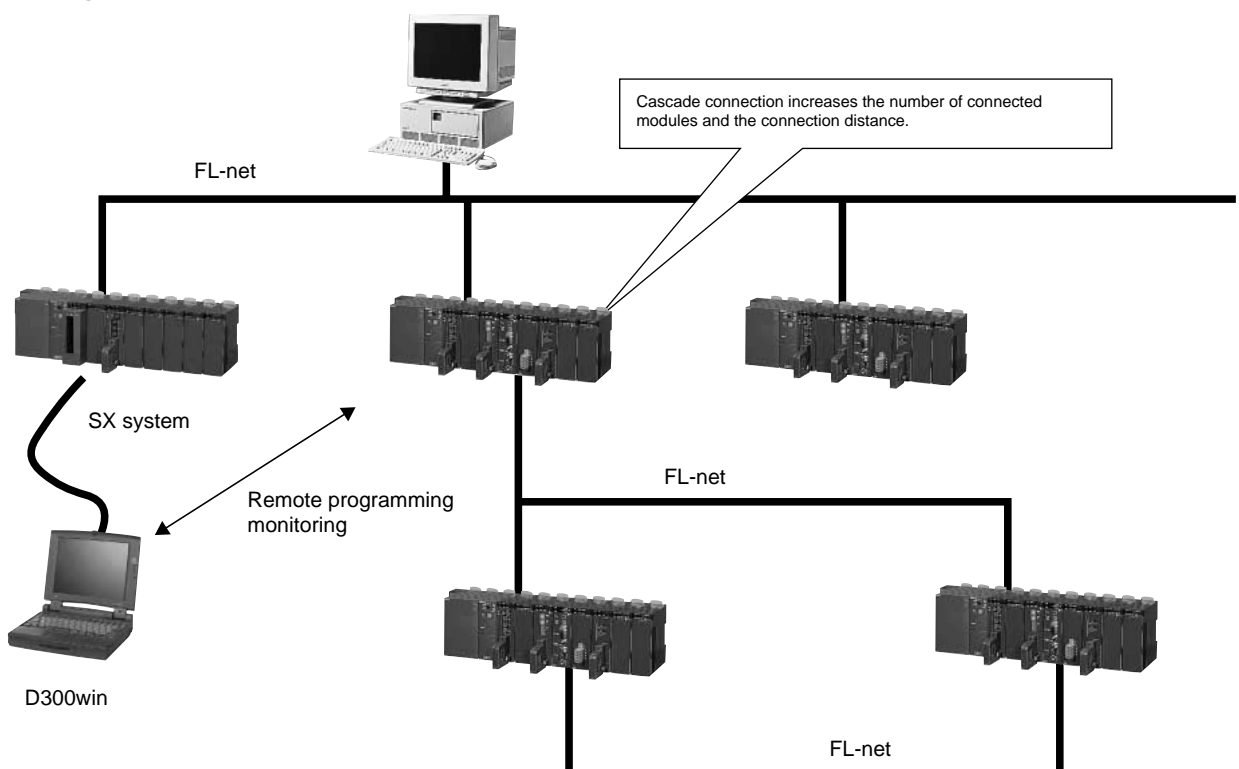 Cascade connection increases the number of connected
modules and the connection distance.
FL-net
SX system
FL-net
Remote programming
monitoring
D300win
FL-net